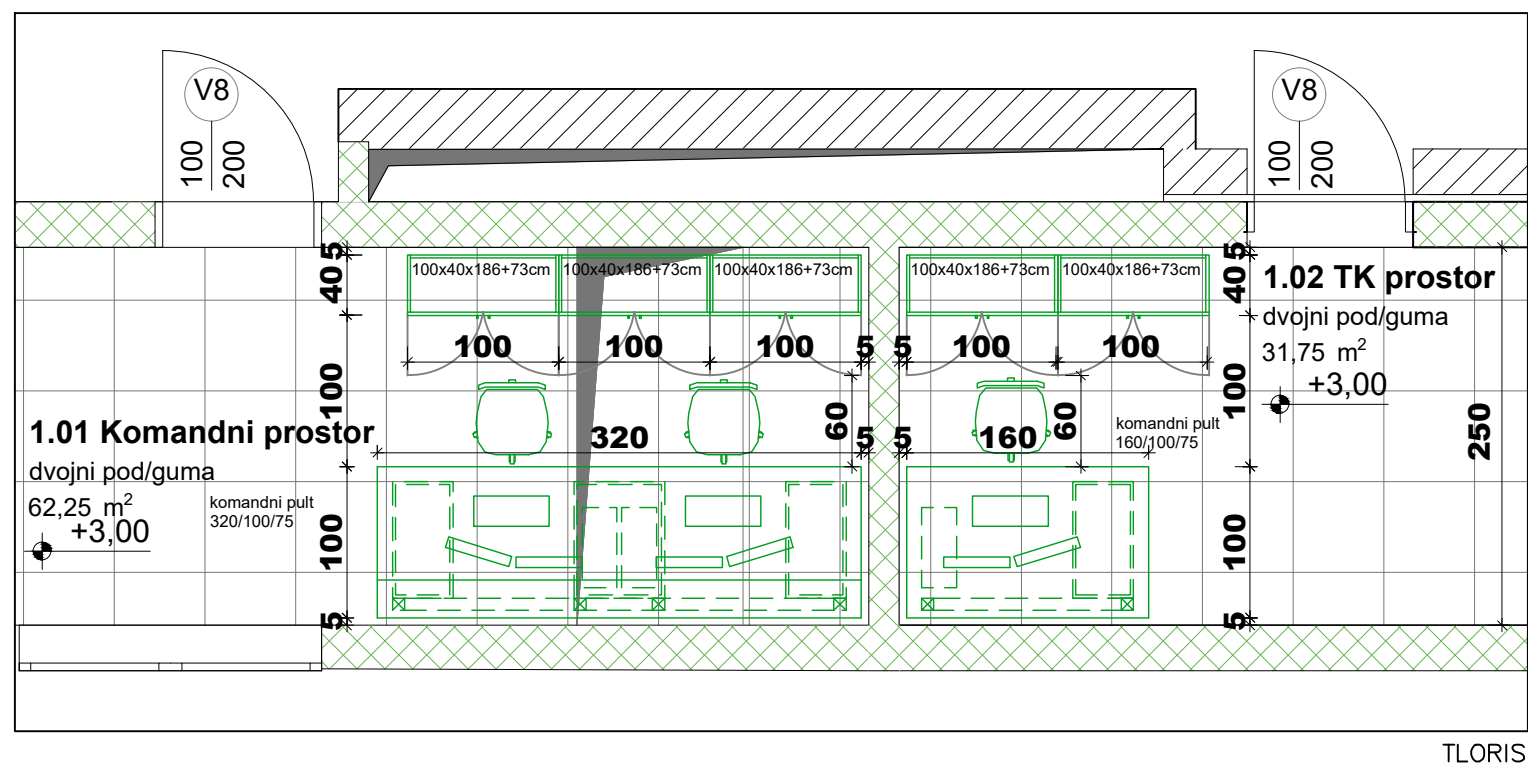 V8
100
200
V8
100
200
5
40
100
100
5
100x40x186+73cm
100x40x186+73cm
100x40x186+73cm
100x40x186+73cm
100x40x186+73cm
100
100
100
5
5
100
100
60
60
320
5
5
160
5
40
100
100
5
250
1.01 Komandni prostor
dvojni pod/guma
62,25 m²
+3,00
komandni pult
320/100/75
komandni pult
160/100/75
1.02 TK prostor
dvojni pod/guma
31,75 m²
+3,00
TLORIS